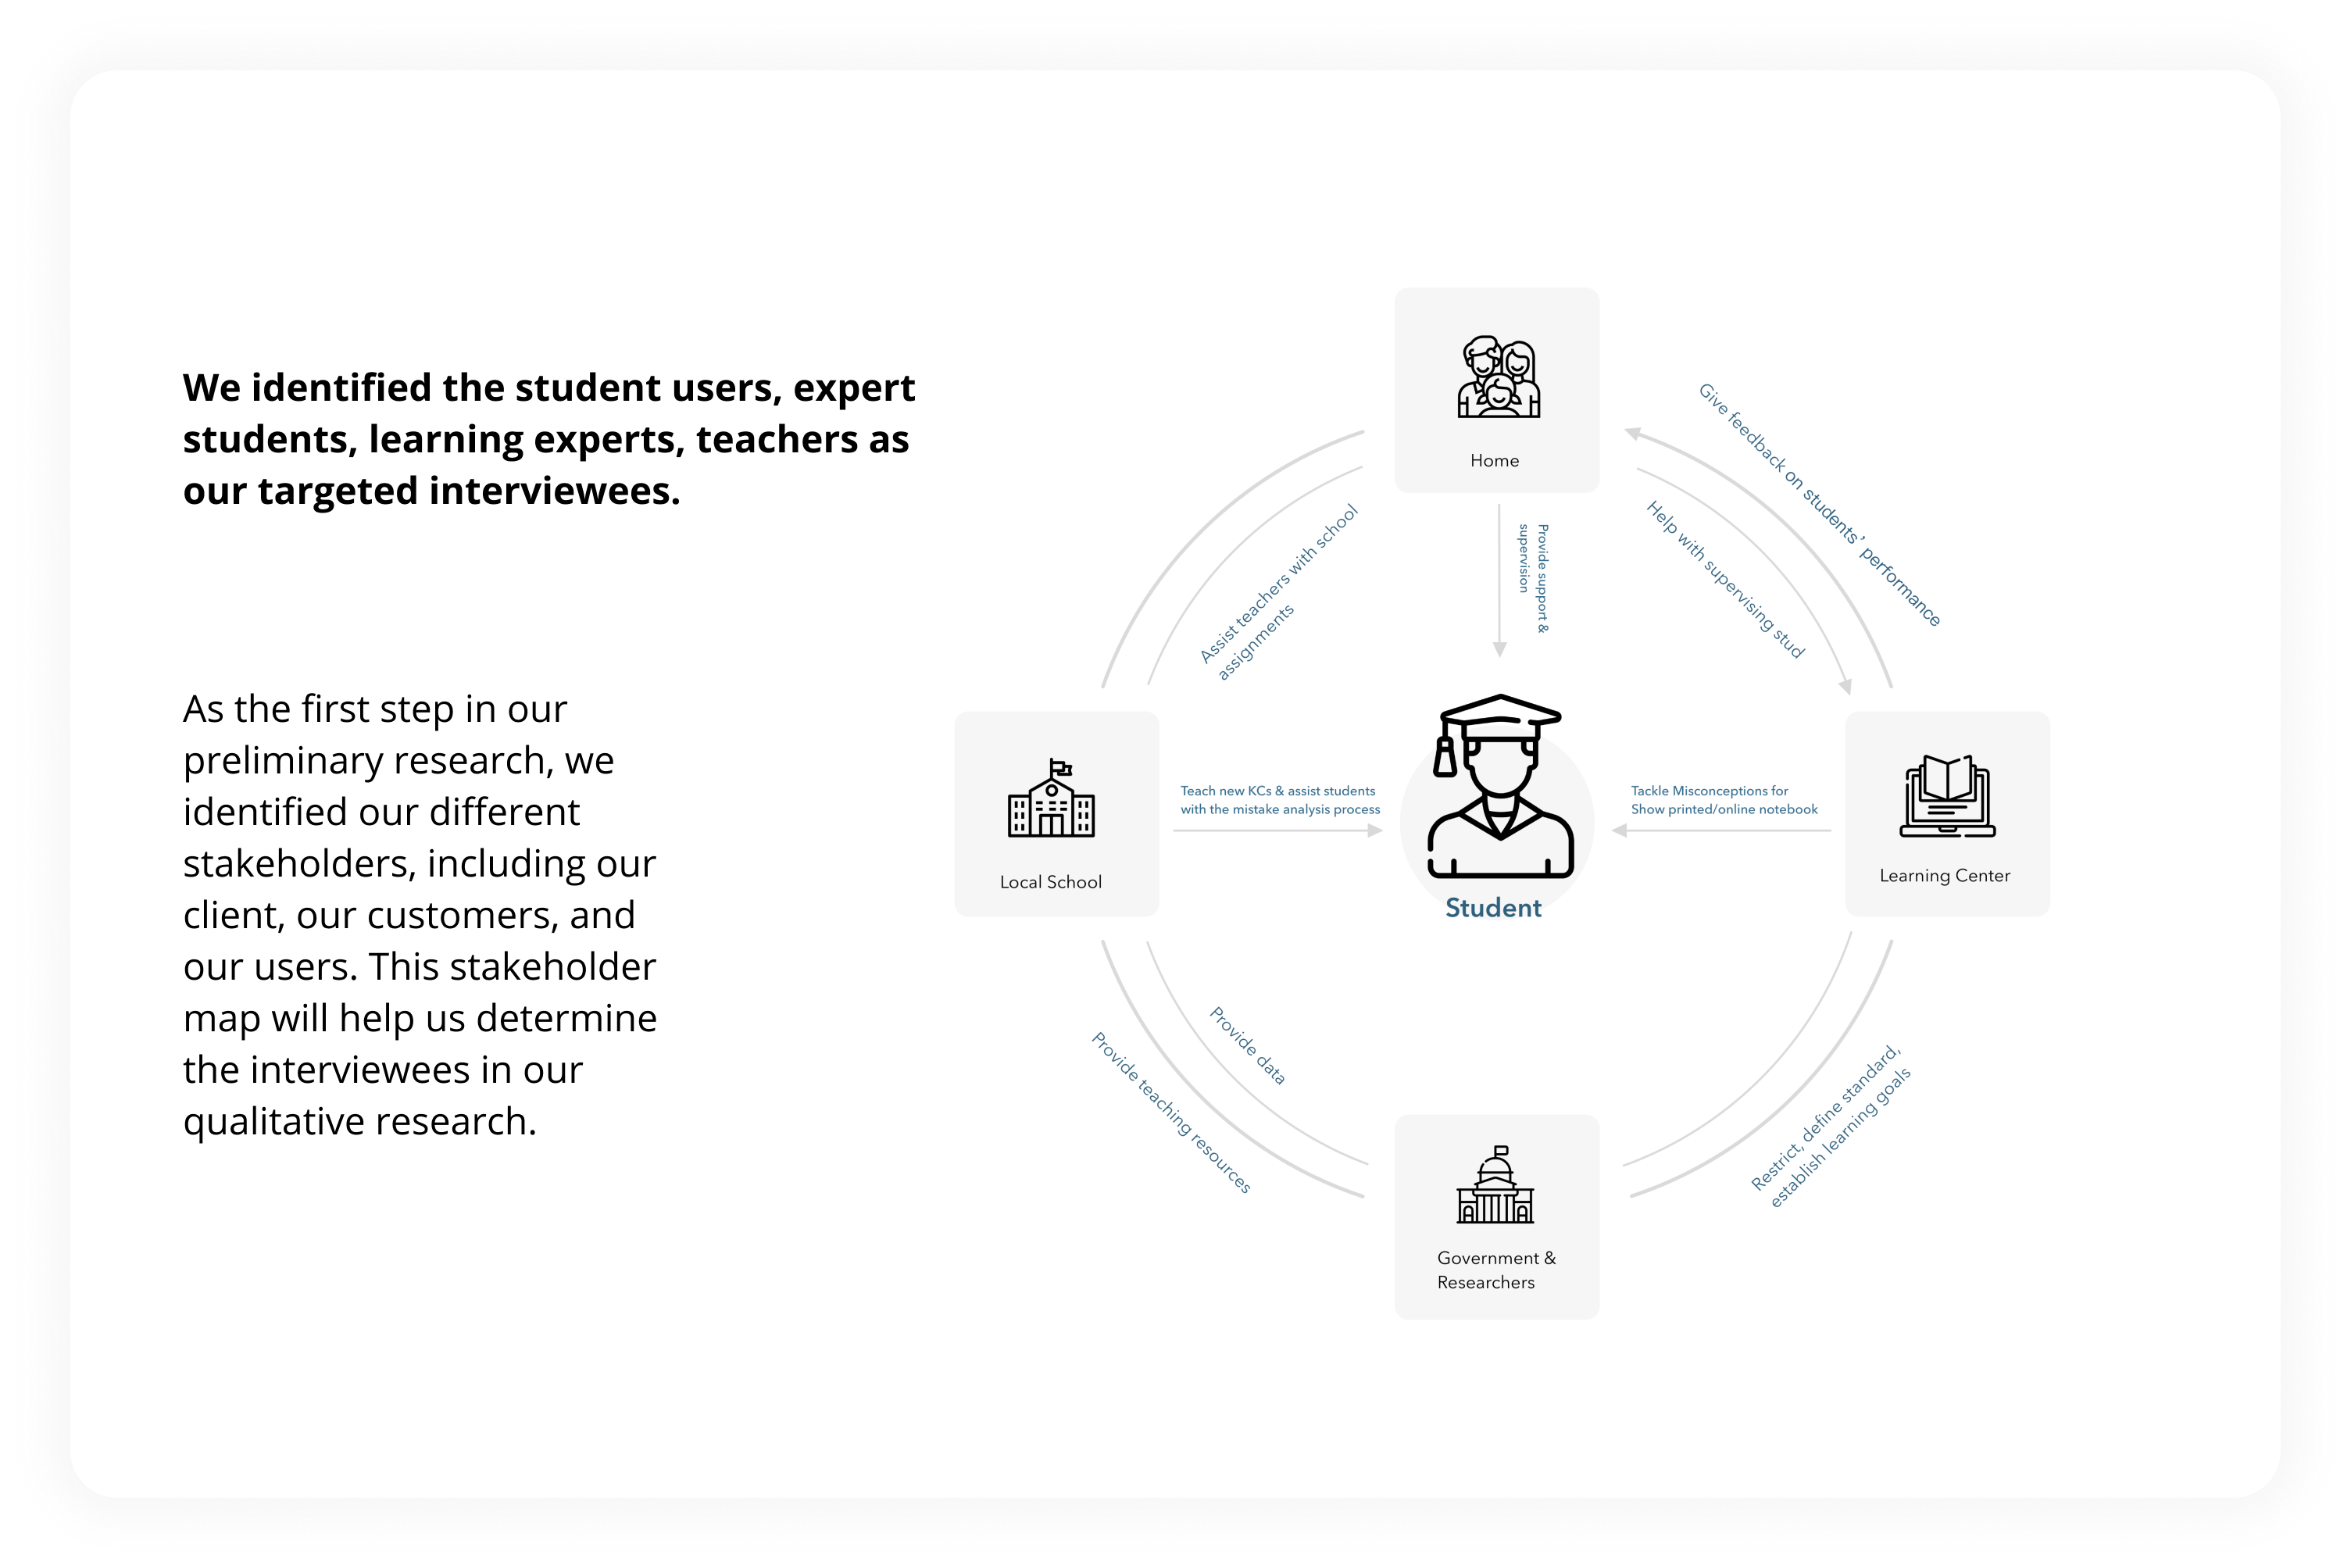 We identified the student users, expert
students, learning experts, teachers as
our targeted interviewees.
As the first step in our
preliminary research, we
identified our different
stakeholders, including our
client, our customers, and
our users. This stakeholder
map will help us determine
the interviewees in our
qualitative research.
Home
Give feedback on students’ performance
Help with supervising stud
Provide support &
supervision
Assist teachers with school
assignments
Local School
Teach new KCs & assist students
with the mistake analysis process
Student
Tackle Misconceptions for
Show printed/online notebook
Learning Center
Provide data
Provide teaching resources
Restrict, define standard,
establish learning goals
Government &
Researchers